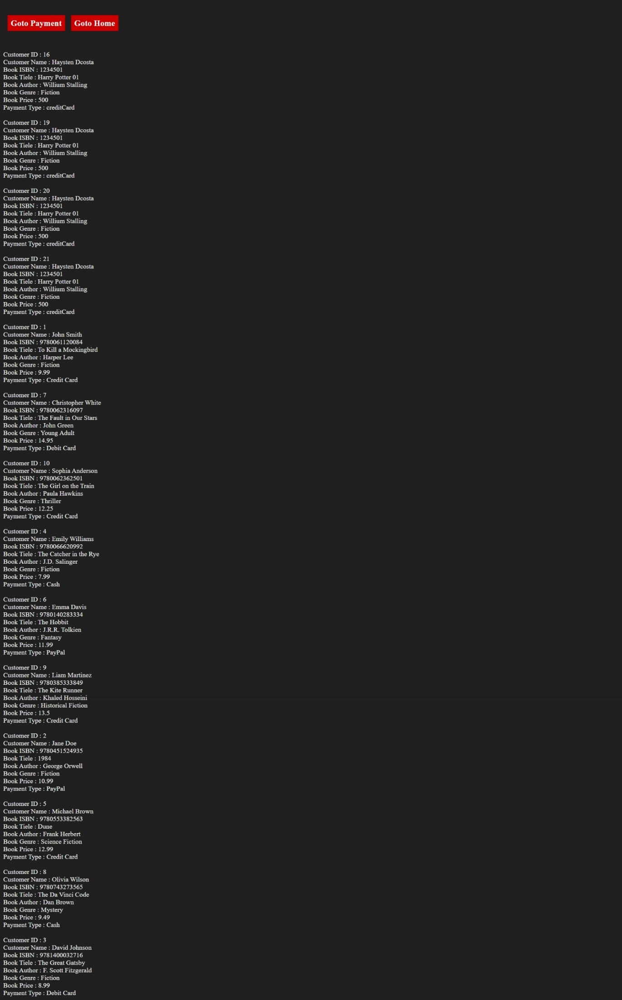 Goto Payment Goto Home
Customer ID : 16
Customer Name : Haysten Dcosta
Book ISBN : 1234501
Book Tiele : Harry Potter 01
Book Author : Willium Stalling
Book Genre : Fiction
Book Price : 500
Payment Type : creditCard
Customer ID : 19
Customer Name : Haysten Dcosta
Book ISBN : 1234501
Book Tiele : Harry Potter 01
Book Author : Willium Stalling
Book Genre : Fiction
Book Price : 500
Payment Type : creditCard
Customer ID : 20
Customer Name : Haysten Dcosta
Book ISBN : 1234501
Book Tiele : Harry Potter 01
Book Author : Willium Stalling
Book Genre : Fiction
Book Price : 500
Payment Type : creditCard
Customer ID : 21
Customer Name : Haysten Dcosta
Book ISBN : 1234501
Book Tiele : Harry Potter 01
Book Author : Willium Stalling
Book Genre : Fiction
Book Price : 500
Payment Type : creditCard
Customer ID : 1
Customer Name : John Smith
Book ISBN : 9780061120084
Book Tiele : To Kill a Mockingbird
Book Author : Harper Lee
Book Genre : Fiction
Book Price : 9.99
Payment Type : Credit Card
Customer ID : 7
Customer Name : Christopher White
Book ISBN : 9780062316097
Book Tiele : The Fault in Our Stars
Book Author : John Green
Book Genre : Young Adult
Book Price : 14.95
Payment Type : Debit Card
Customer ID : 10
Customer Name : Sophia Anderson
Book ISBN : 9780062362501
Book Tiele : The Girl on the Train
Book Author : Paula Hawkins
Book Genre : Thriller
Book Price : 12.25
Payment Type : Credit Card
Customer ID : 4
Customer Name : Emily Williams
Book ISBN : 9780066620992
Book Tiele : The Catcher in the Rye
Book Author : J.D. Salinger
Book Genre : Fiction
Book Price : 7.99
Payment Type : Cash
Customer ID : 6
Customer Name : Emma Davis
Book ISBN : 9780140283334
Book Tiele : The Hobbit
Book Author : J.R.R. Tolkien
Book Genre : Fantasy
Book Price : 11.99
Payment Type : PayPal
Customer ID : 9
Customer Name : Liam Martinez
Book ISBN : 9780385333849
Book Tiele : The Kite Runner
Book Author : Khaled Hosseini
Book Genre : Historical Fiction
Book Price : 13.5
Payment Type : Credit Card
Customer ID : 2
Customer Name : Jane Doe
Book ISBN : 9780451524935
Book Tiele : 1984
Book Author : George Orwell
Book Genre : Fiction
Book Price : 10.99
Payment Type : PayPal
Customer ID : 5
Customer Name : Michael Brown
Book ISBN : 9780553382563
Book Tiele : Dune
Book Author : Frank Herbert
Book Genre : Science Fiction
Book Price : 12.99
Payment Type : Credit Card
Customer ID : 8
Customer Name : Olivia Wilson
Book ISBN : 9780743273565
Book Tiele : The Da Vinci Code
Book Author : Dan Brown
Book Genre : Mystery
Book Price : 9.49
Payment Type : Cash
Customer ID : 3
Customer Name : David Johnson
Book ISBN : 9781400032716
Book Tiele : The Great Gatsby
Book Author : F. Scott Fitzgerald
Book Genre : Fiction
Book Price : 8.99
Payment Type : Debit Card